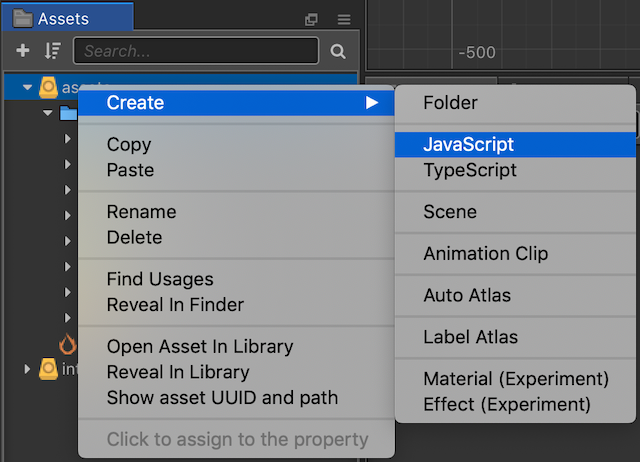 Assets
Search...
-500
Create
Copy
Paste
Rename
Delete
Find Usages
Reveal In Finder
Open Asset In Library
Reveal In Library
Show asset UUID and path
Click to assign to the property
Folder
JavaScript
TypeScript
Scene
Animation Clip
Auto Atlas
Label Atlas
Material (Experiment)
Effect (Experiment)